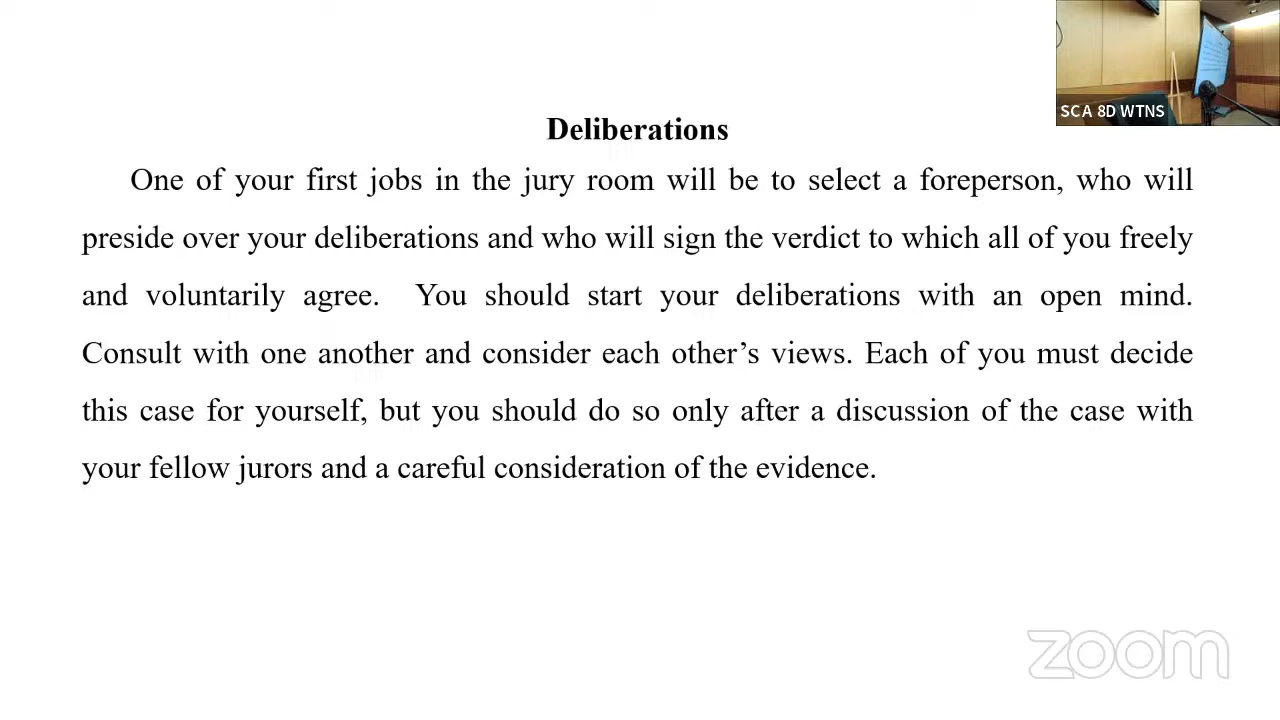 SCA 8D WTNS
Deliberations
One of your first jobs in the jury room will be to select a foreperson, who will
preside over your deliberations and who will sign the verdict to which all of you freely
and voluntarily agree. You should start your deliberations with an open mind.
Consult with one another and consider each other’s views. Each of you must decide
this case for yourself, but you should do so only after a discussion of the case with
your fellow jurors and a careful consideration of the evidence.
zoom